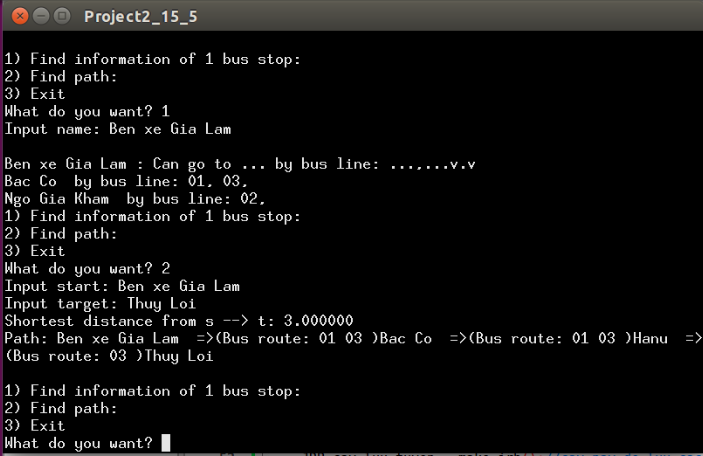 Project2_15_5
1) Find information of 1 bus stop:
2) Find path:
3) Exit
What do you want? 1
Input name: Ben xe Gia Lam
Ben xe Gia Lam : Can go to ... by bus line: ...,...v.v
Bac Co  by bus line: 01, 03,
Ngo Gia Kham  by bus line: 02,
1) Find information of 1 bus stop:
2) Find path:
3) Exit
What do you want? 2
Input start: Ben xe Gia Lam
Input target: Thuy Loi
Shortest distance from s --> t: 3.000000
Path: Ben xe Gia Lam  =>(Bus route: 01 03 )Bac Co  =>(Bus route: 01 03 )Hanu  =>
(Bus route: 03 )Thuy Loi
1) Find information of 1 bus stop:
2) Find path:
3) Exit
What do you want?